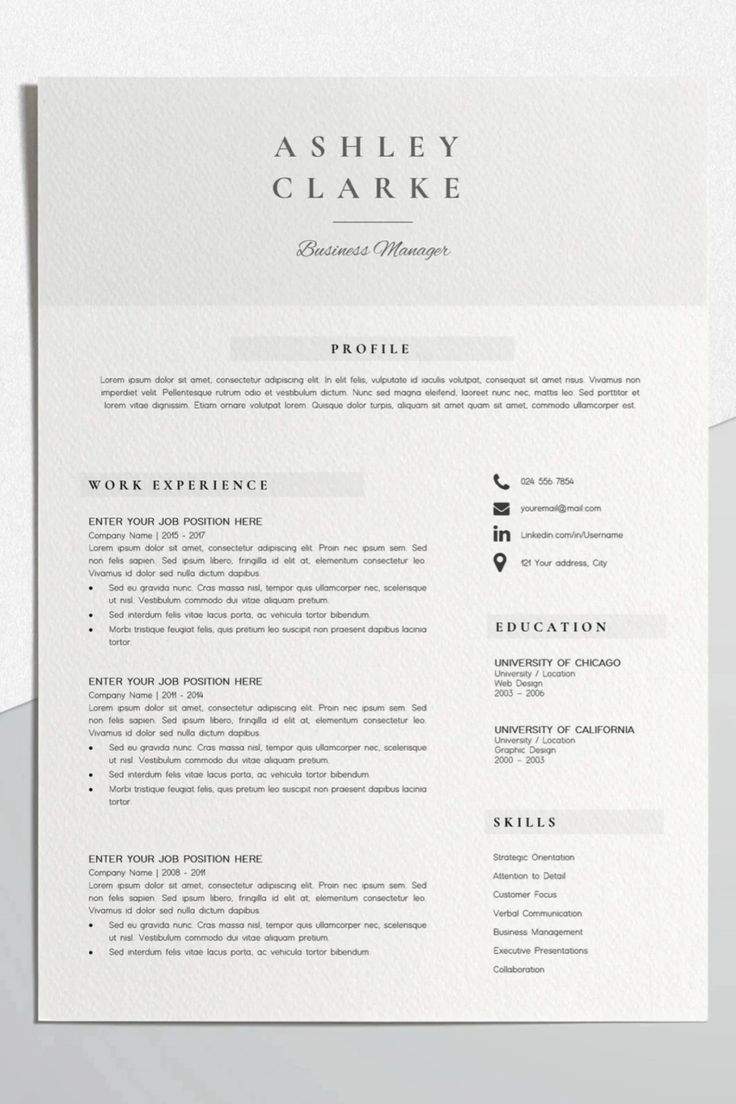 ASHLEY
CLARKE
Business Manager
PROFILE
Lorem ipsum dolor sit amet, consectetur adipiscing elit. In elit felis, vulputate id iaculis volutpat, consequat sit amet risus. Vivamus non
imperdiet velit. Pellentesque rutrum odio et vestibulum dictum. Nunc sed magna eleifend, laoreet nunc nec, mattis leo. Sed porttitor et
lorem vitae dignissim. Etiam ornare volutpat lorem. Quisque dolor turpis, aliquam sit amet quam sit amet, commodo ullamcorper est.
WORK EXPERIENCE
ENTER YOUR JOB POSITION HERE
Company Name | 2015 - 2017
Lorem ipsum dolor sit amet, consectetur adipiscing elit. Proin nec ipsum sem. Sed
non felis sapien. Sed ipsum libero, fringilla id elit et, elementum consectetur leo.
Vivamus id dolor sed nulla dictum dapibus.
• Sed eu gravida nunc. Cras massa nisl, tempor quis ullamcorper nec, scelerisque
ut nisl. Vestibulum commodo dui vitae aliquam pretium.
• Sed interdum felis vitae lacus porta, ac vehicula tortor bibendum.
• Morbi tristique feugiat felis, quis pretium leo suscipit non praesent dapibus lacinia
tortor.
ENTER YOUR JOB POSITION HERE
Company Name | 2011 - 2014
Lorem ipsum dolor sit amet, consectetur adipiscing elit. Proin nec ipsum sem. Sed
non felis sapien. Sed ipsum libero, fringilla id elit et, elementum consectetur leo.
Vivamus id dolor sed nulla dictum dapibus.
• Sed eu gravida nunc. Cras massa nisl, tempor quis ullamcorper nec, scelerisque
ut nisl. Vestibulum commodo dui vitae aliquam pretium.
• Sed interdum felis vitae lacus porta, ac vehicula tortor bibendum.
• Morbi tristique feugiat felis, quis pretium leo suscipit non praesent dapibus lacinia
tortor.
ENTER YOUR JOB POSITION HERE
Company Name | 2008 - 2011
Lorem ipsum dolor sit amet, consectetur adipiscing elit. Proin nec ipsum sem. Sed
non felis sapien. Sed ipsum libero, fringilla id elit et, elementum consectetur leo.
Vivamus id dolor sed nulla dictum dapibus.
• Sed eu gravida nunc. Cras massa nisl, tempor quis ullamcorper nec, scelerisque
ut nisl. Vestibulum commodo dui vitae aliquam pretium.
• Sed interdum felis vitae lacus porta, ac vehicula tortor bibendum.
024 556 7854
youremail@mail.com
in Linkedin.com/in/Username
121 Your address, City
EDUCATION
UNIVERSITY OF CHICAGO
University / Location
Web Design
2003 – 2006
UNIVERSITY OF CALIFORNIA
University / Location
Graphic Design
2000 - 2003
SKILLS
Strategic Orientation
Attention to Detail
Customer Focus
Verbal Communication
Business Management
Executive Presentations
Collaboration